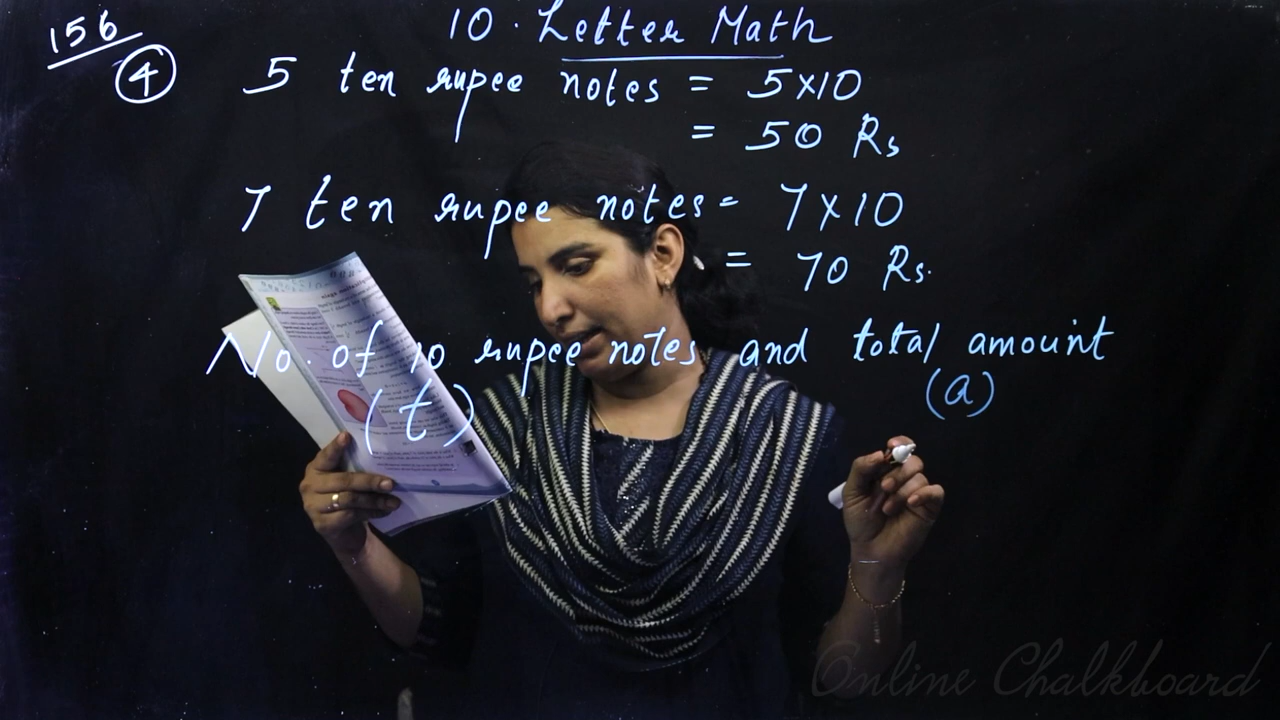 156
10. Letter Math
④ 5 ten rupee notes = 5×10
= 50 Rs
7 ten rupee notes = 7×10
= 70 Rs.
No. of 10 rupee notes and total amount
(t) (a)
Online Chalkboard